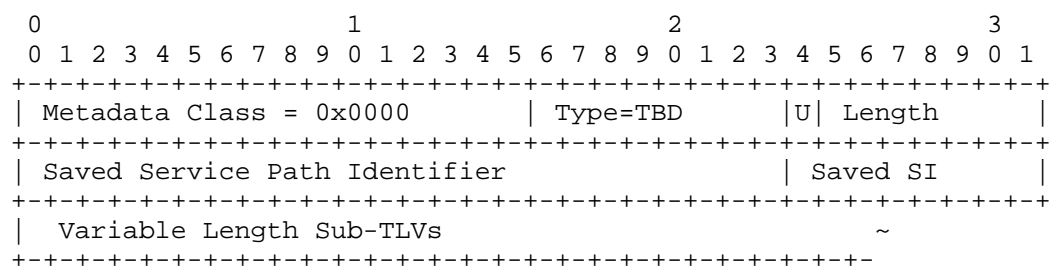 0                   1                   2                   3
 0 1 2 3 4 5 6 7 8 9 0 1 2 3 4 5 6 7 8 9 0 1 2 3 4 5 6 7 8 9 0 1
+-+-+-+-+-+-+-+-+-+-+-+-+-+-+-+-+-+-+-+-+-+-+-+-+-+-+-+-+-+-+-+-+
| Metadata Class = 0x0000       | Type=TBD      |U| Length      |
+-+-+-+-+-+-+-+-+-+-+-+-+-+-+-+-+-+-+-+-+-+-+-+-+-+-+-+-+-+-+-+-+
| Saved Service Path Identifier                 | Saved SI      |
+-+-+-+-+-+-+-+-+-+-+-+-+-+-+-+-+-+-+-+-+-+-+-+-+-+-+-+-+-+-+-+-+
|  Variable Length Sub-TLVs                           ~
+-+-+-+-+-+-+-+-+-+-+-+-+-+-+-+-+-+-+-+-+-+-+-+-+-+-+-